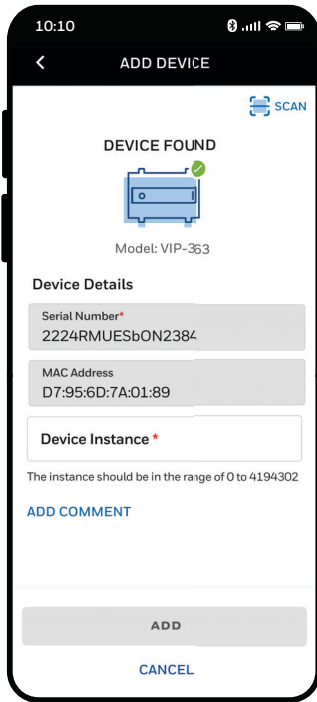 10:10
ADD DEVICE
SCAN
DEVICE FOUND
Model: VIP-363
Device Details
Serial Number*
2224RMUESbON2384
MAC Address
D7:95:6D:7A:01:89
Device Instance *
The instance should be in the range of 0 to 4194302
ADD COMMENT
ADD
CANCEL